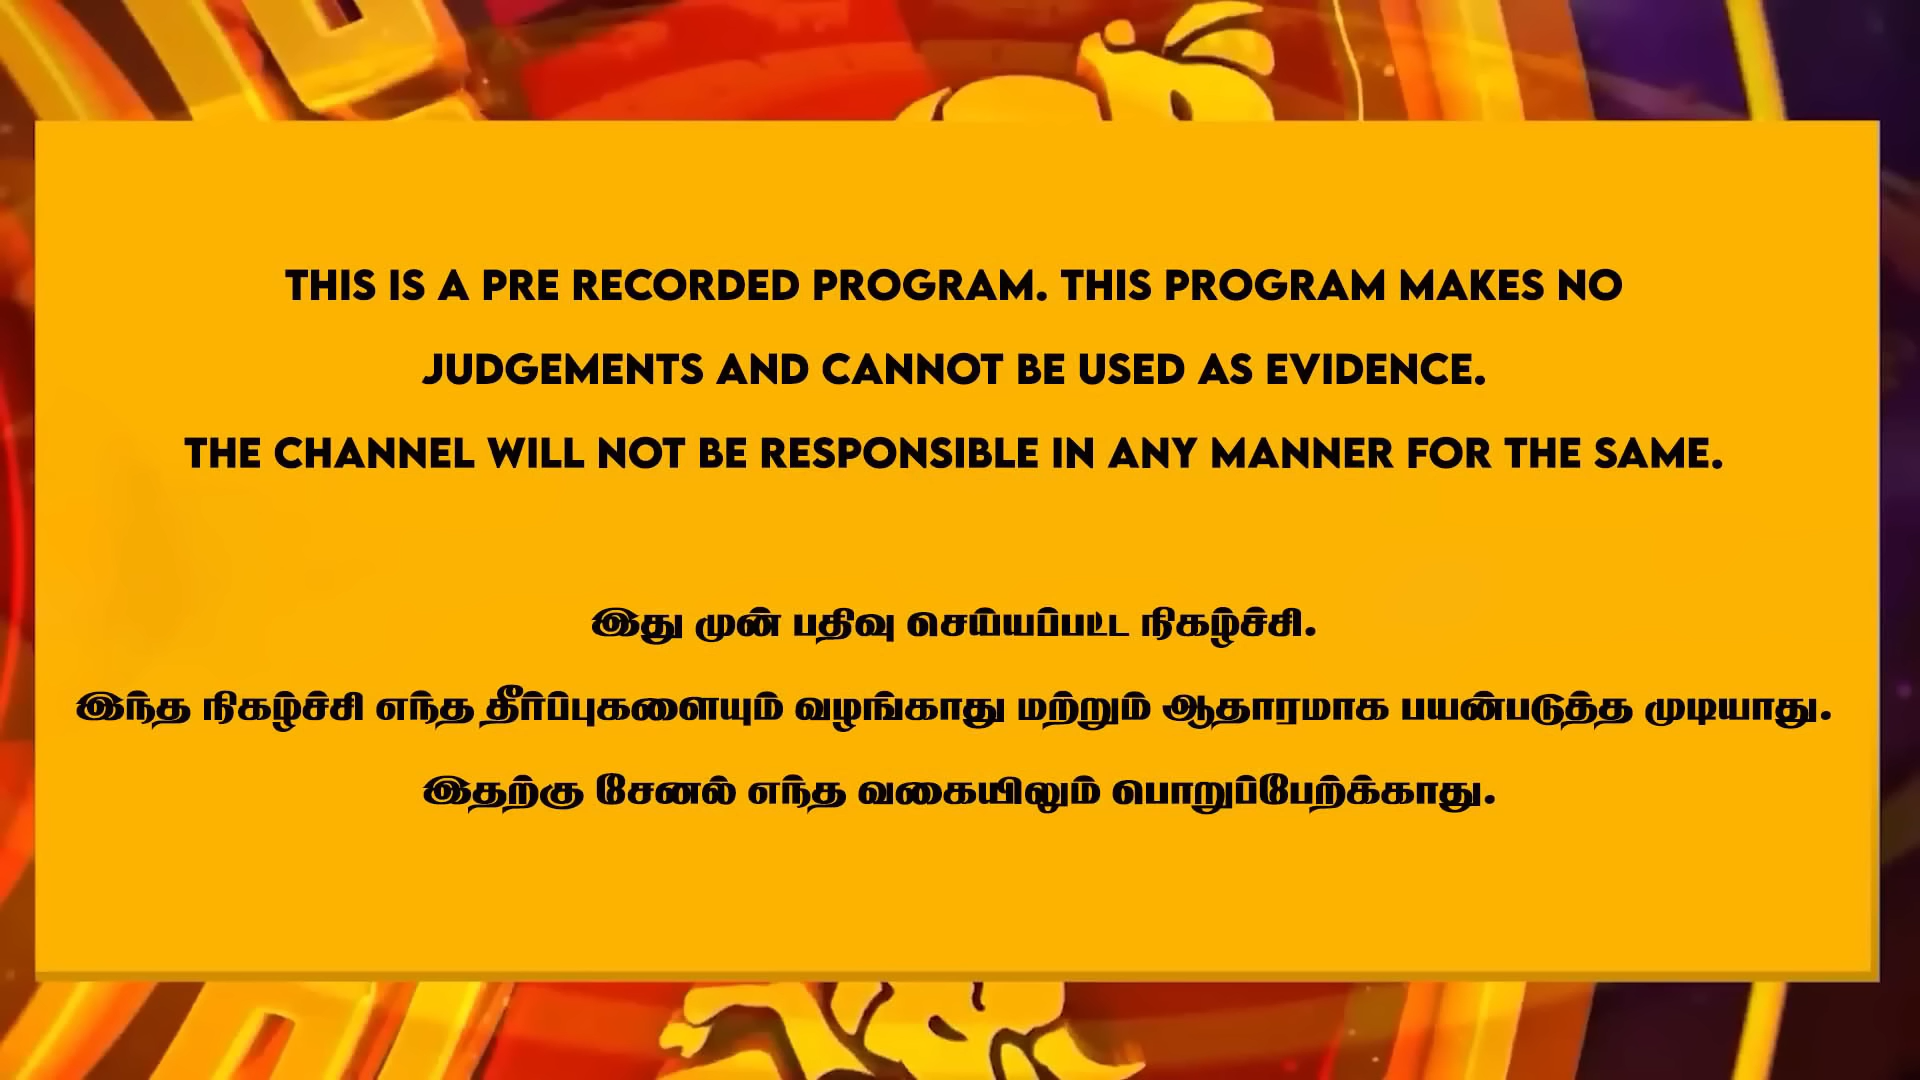 THIS IS A PRE RECORDED PROGRAM. THIS PROGRAM MAKES NO
JUDGEMENTS AND CANNOT BE USED AS EVIDENCE.
THE CHANNEL WILL NOT BE RESPONSIBLE IN ANY MANNER FOR THE SAME.
இது முன் பதிவு செய்யப்பட்ட நிகழ்ச்சி.
இந்த நிகழ்ச்சி எந்த தீர்ப்புகளையும் வழங்காது மற்றும் ஆதாரமாக பயன்படுத்த முடியாது.
இதற்கு சேனல் எந்த வகையிலும் பொறுப்பேற்க்காது.